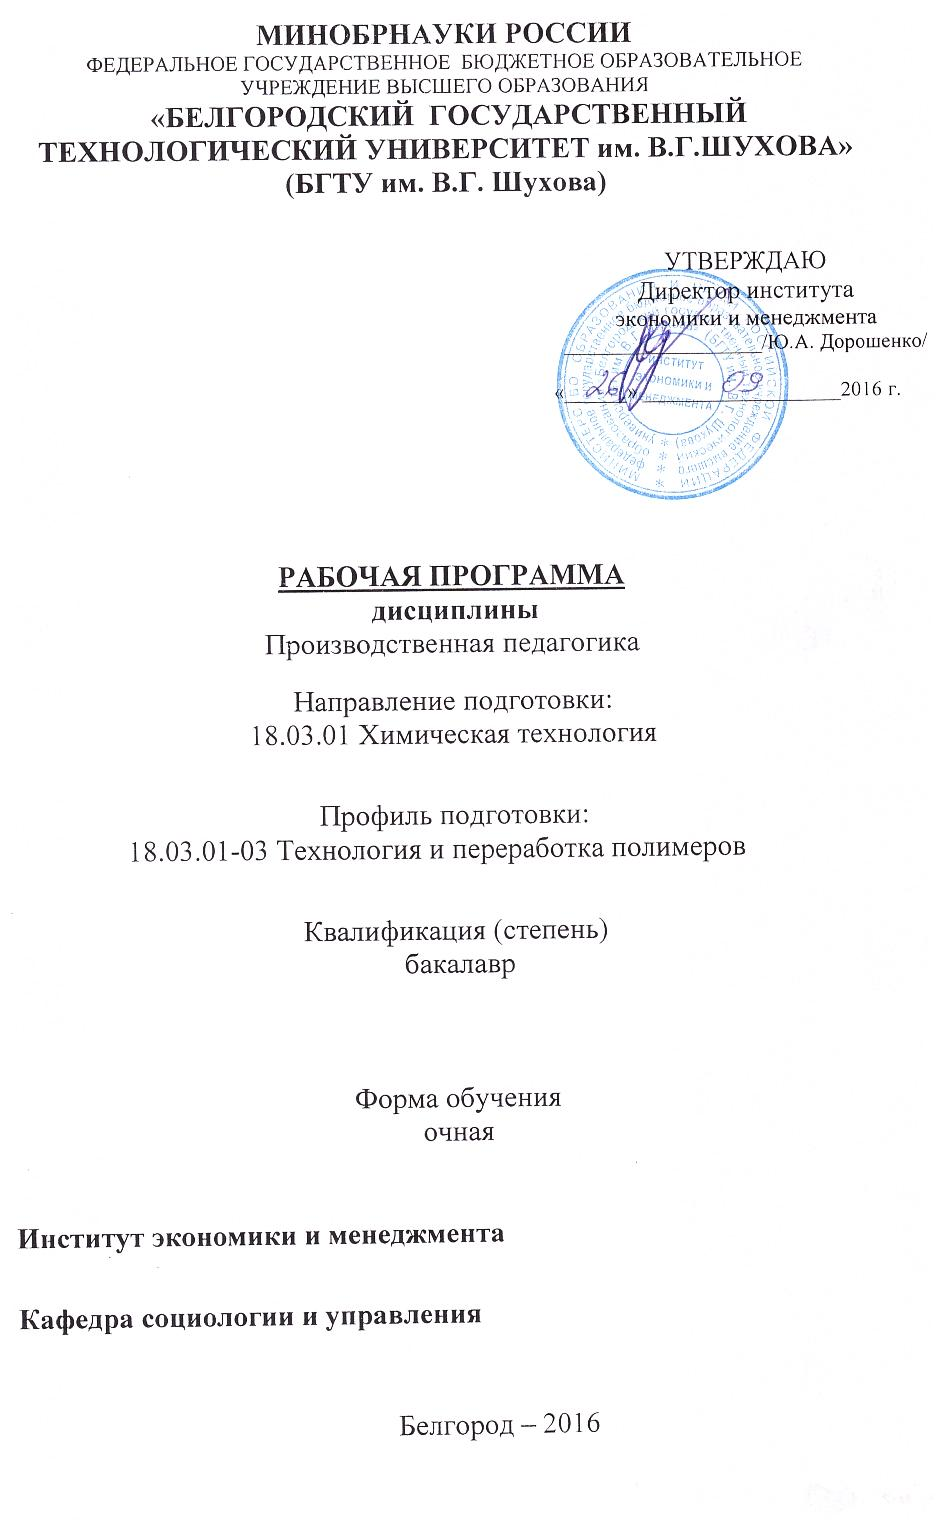 МИНОБРНАУКИ РОССИИ
ФЕДЕРАЛЬНОЕ ГОСУДАРСТВЕННОЕ БЮДЖЕТНОЕ ОБРАЗОВАТЕЛЬНОЕ
УЧРЕЖДЕНИЕ ВЫСШЕГО ОБРАЗОВАНИЯ
«БЕЛГОРОДСКИЙ ГОСУДАРСТВЕННЫЙ
ТЕХНОЛОГИЧЕСКИЙ УНИВЕРСИТЕТ им. В.Г.ШУХОВА»
(БГТУ им. В.Г. Шухова)
УТВЕРЖДАЮ
Директор института
экономики и менеджмента
/Ю.А. Дорошенко/
« 26 » 09 2016 г.
ИНСТИТУТ
ЭКОНОМИКИ И
МЕНЕДЖМЕНТА
РАБОЧАЯ ПРОГРАММА
дисциплины
Производственная педагогика
Направление подготовки:
18.03.01 Химическая технология
Профиль подготовки:
18.03.01-03 Технология и переработка полимеров
Квалификация (степень)
бакалавр
Форма обучения
очная
Институт экономики и менеджмента
Кафедра социологии и управления
Белгород – 2016